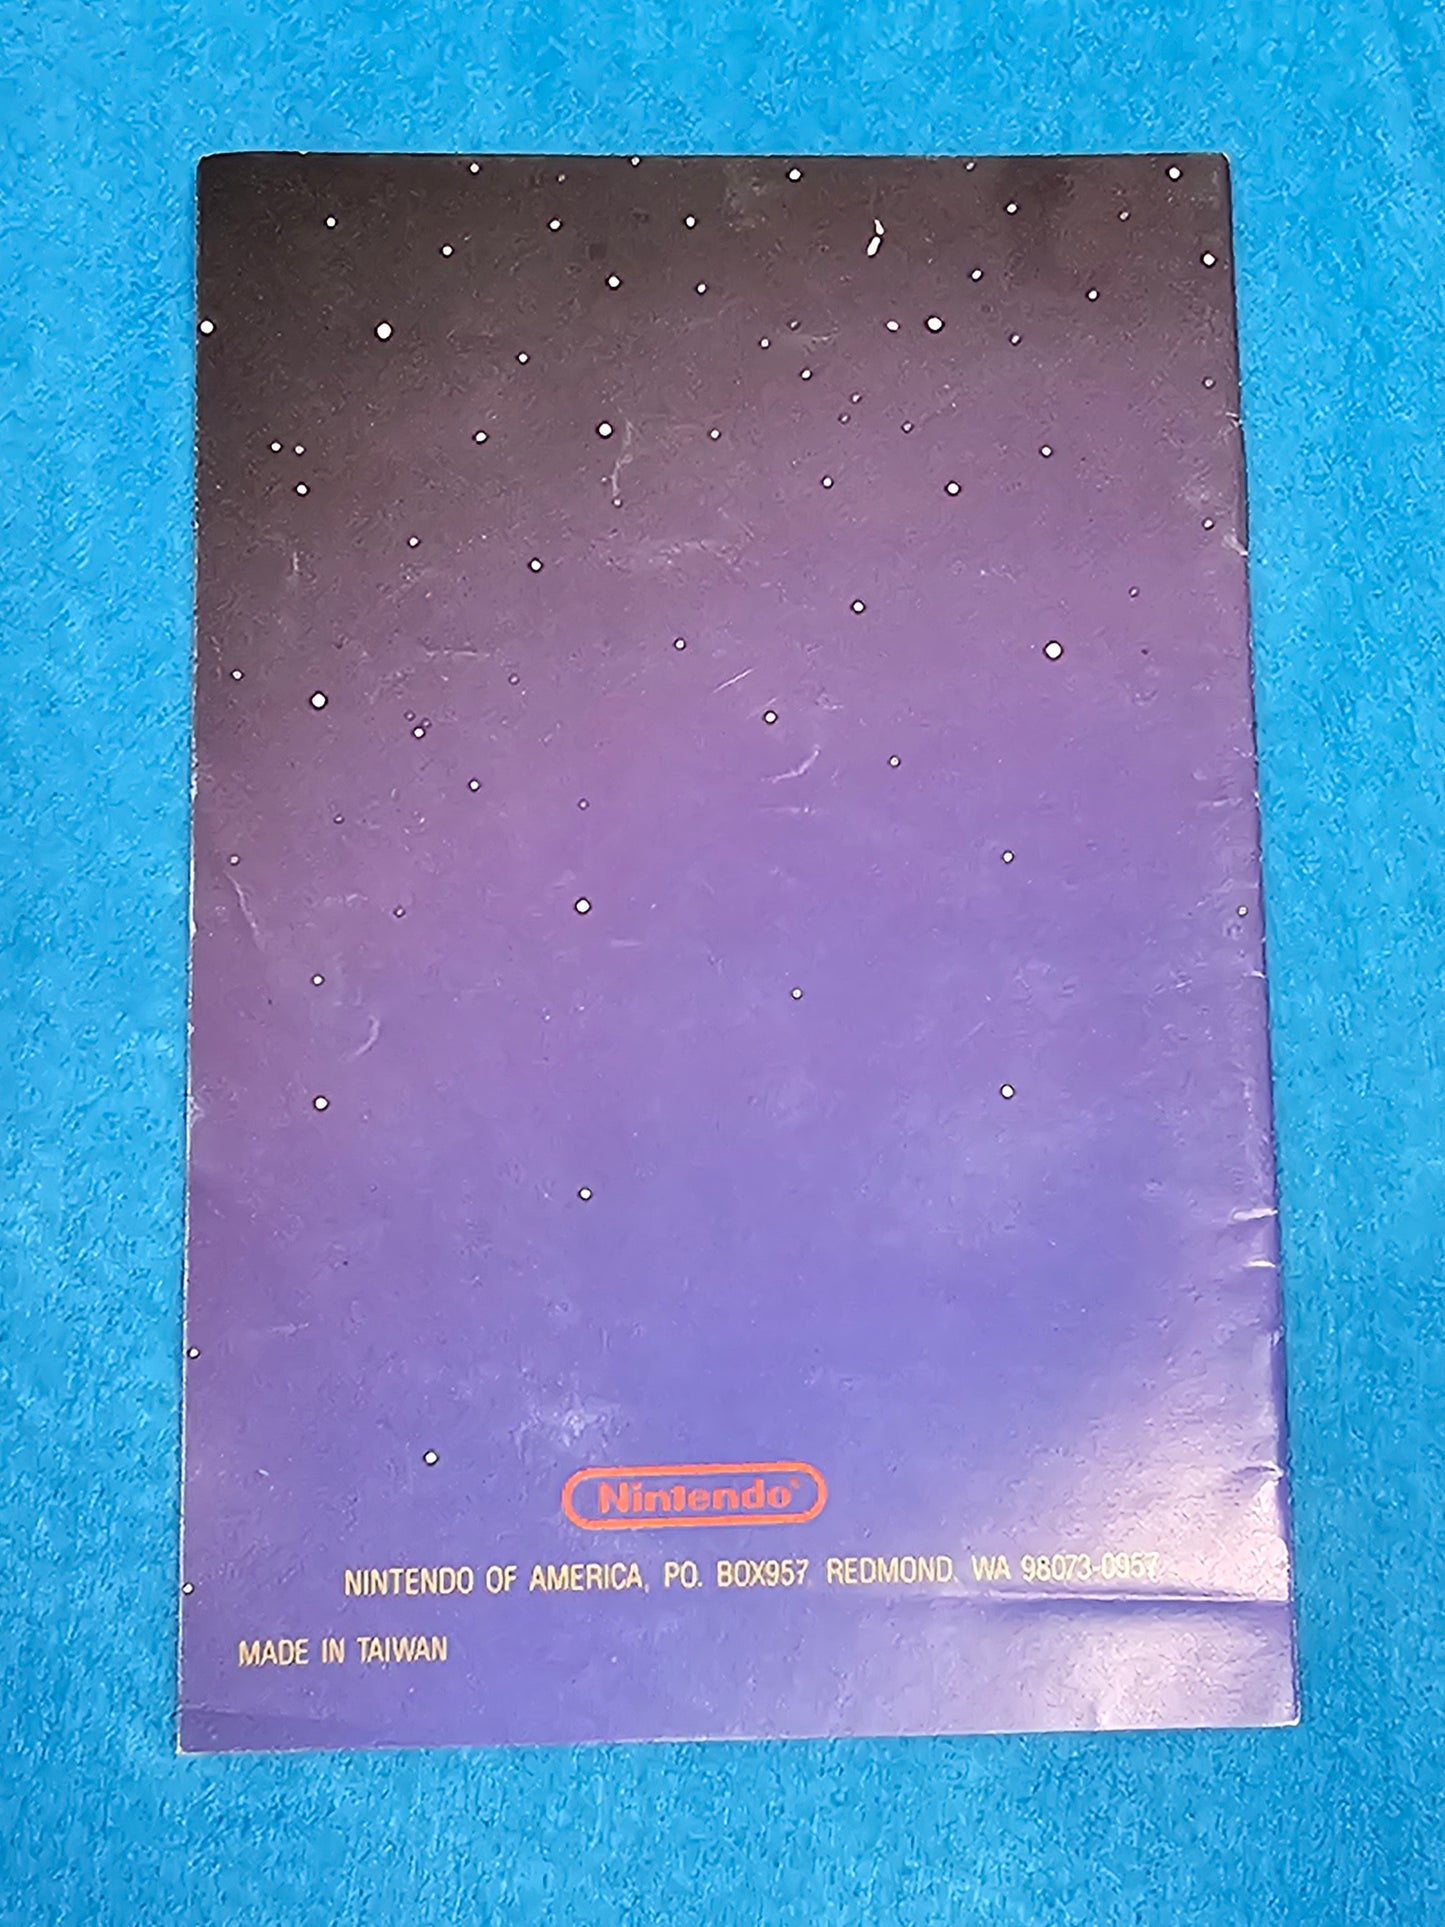 Nintendo®
NINTENDO OF AMERICA, P.O. BOX957, REDMOND, WA 98073-0957
MADE IN TAIWAN